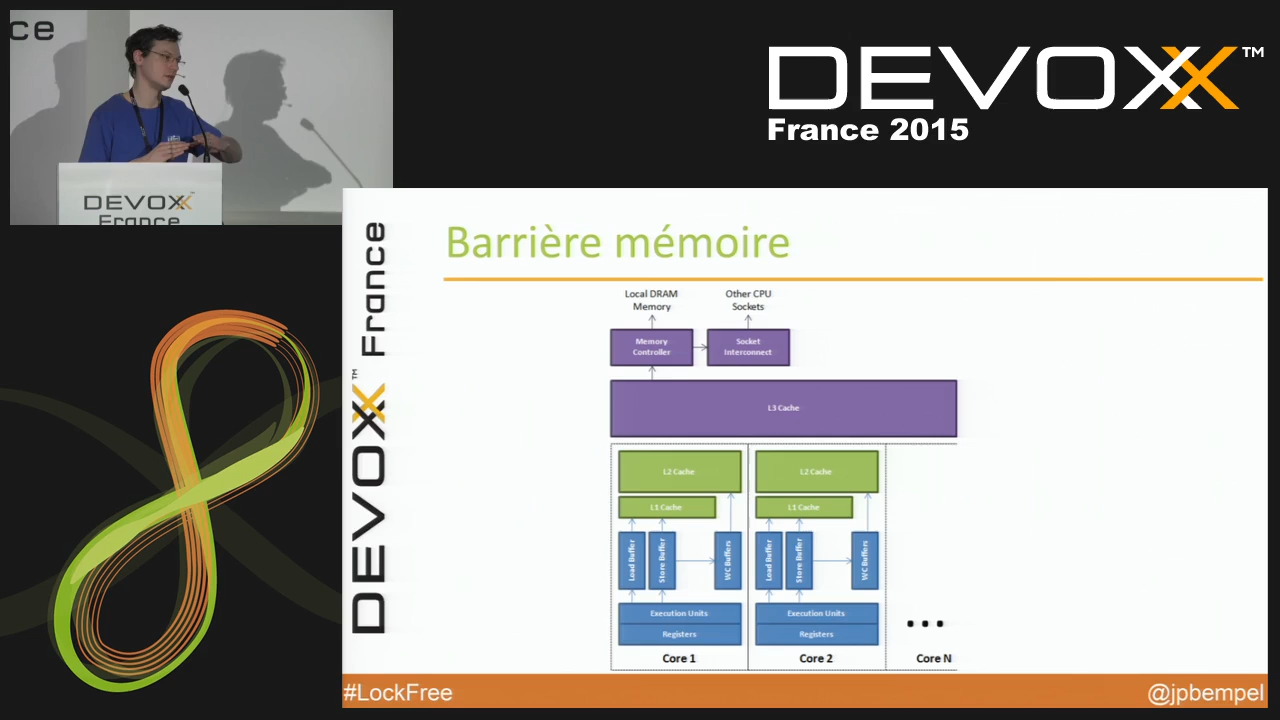 ce
DEVOXX™
France 2015
DEVOXX™
France
DEVOXX™ France
Barrière mémoire
Local DRAM
Memory
Other CPU
Sockets
Memory
Controller
Socket
Interconnect
L3 Cache
L2 Cache
L2 Cache
L1 Cache
L1 Cache
Load Buffer
Store Buffer
WC Buffers
Load Buffer
Store Buffer
WC Buffers
Execution Units
Execution Units
Registers
Registers
...
Core 1
Core 2
Core N
#LockFree
@jpbempel